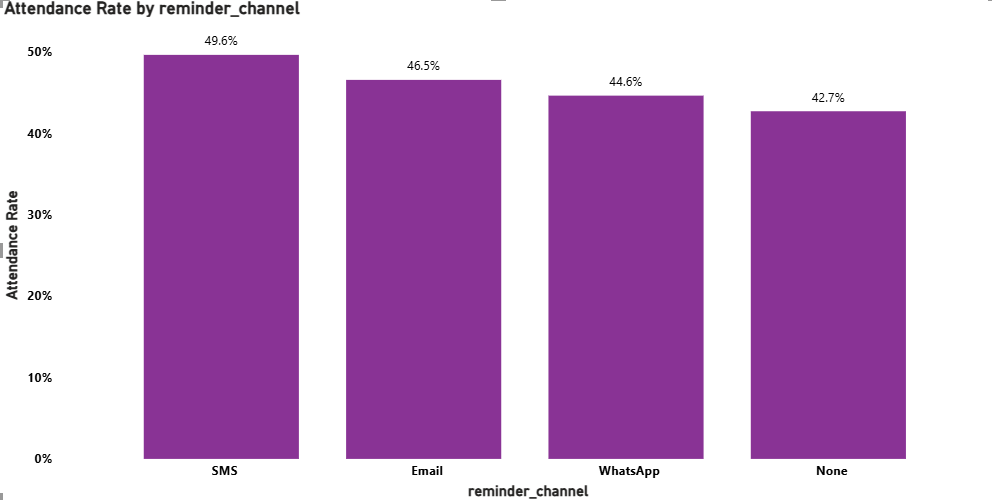 Attendance Rate by reminder_channel
49.6%
46.5%
44.6%
42.7%
50%
40%
30%
20%
10%
0%
Attendance Rate
SMS
Email
WhatsApp
None
reminder_channel